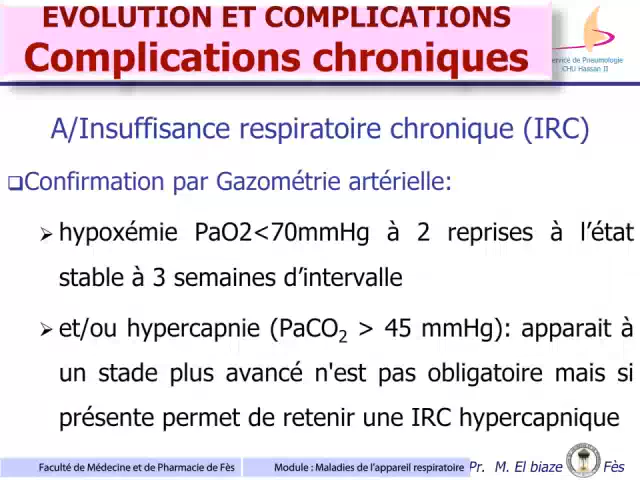 EVOLUTION ET COMPLICATIONS
Complications chroniques
ervice de Pneumologie
CHU Hassan II
A/Insuffisance respiratoire chronique (IRC)
Confirmation par Gazométrie artérielle:
hypoxémie PaO2<70mmHg à 2 reprises à l’état
stable à 3 semaines d’intervalle
et/ou hypercapnie (PaCO₂ > 45 mmHg): apparait à
un stade plus avancé n'est pas obligatoire mais si
présente permet de retenir une IRC hypercapnique
Faculté de Médecine et de Pharmacie de Fès Module : Maladies de l'appareil respiratoire Pr. M. El biaze Fès